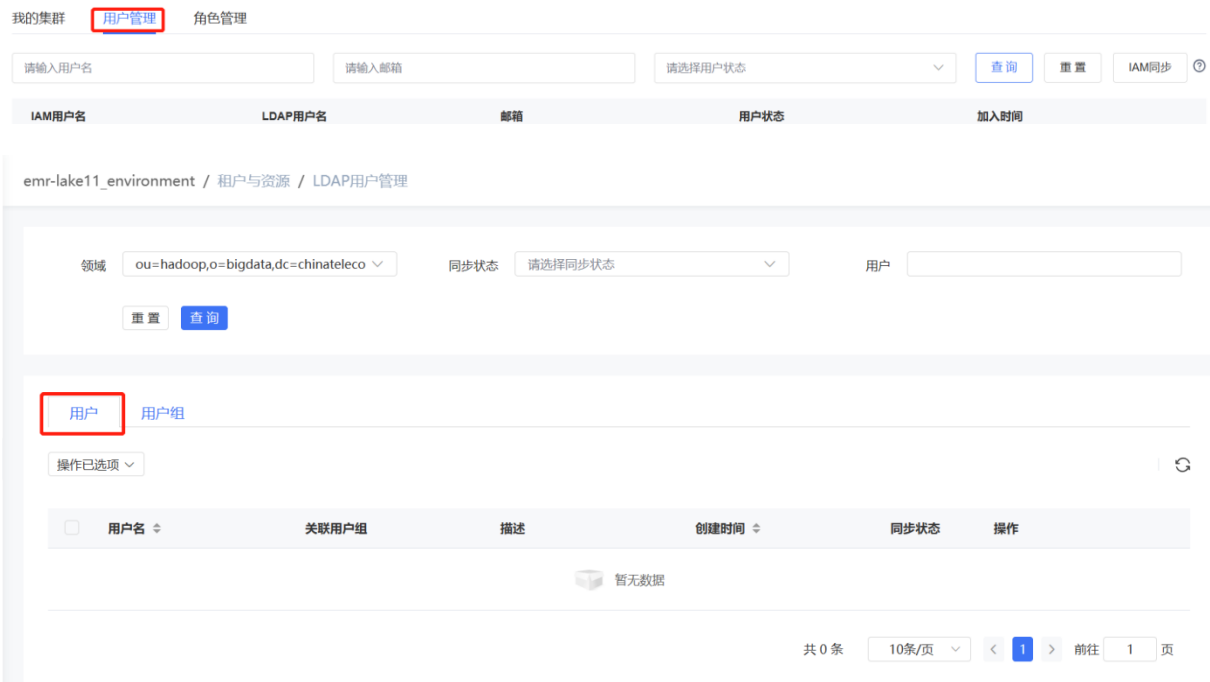 我的集群 用户管理 角色管理
请输入用户名 请输入邮箱 请选择用户状态 查 询 重 置 IAM同步
IAM用户名 LDAP用户名 邮箱 用户状态 加入时间
emr-lake11_environment / 租户与资源 / LDAP用户管理
领域 ou=hadoop,o=bigdata,dc=chinateleco 同步状态 请选择同步状态 用户
重 置 查 询
用户 用户组
操作已选项
用户名 关联用户组 描述 创建时间 同步状态 操作
暂无数据
共 0 条 10条/页 < 1 > 前往 1 页